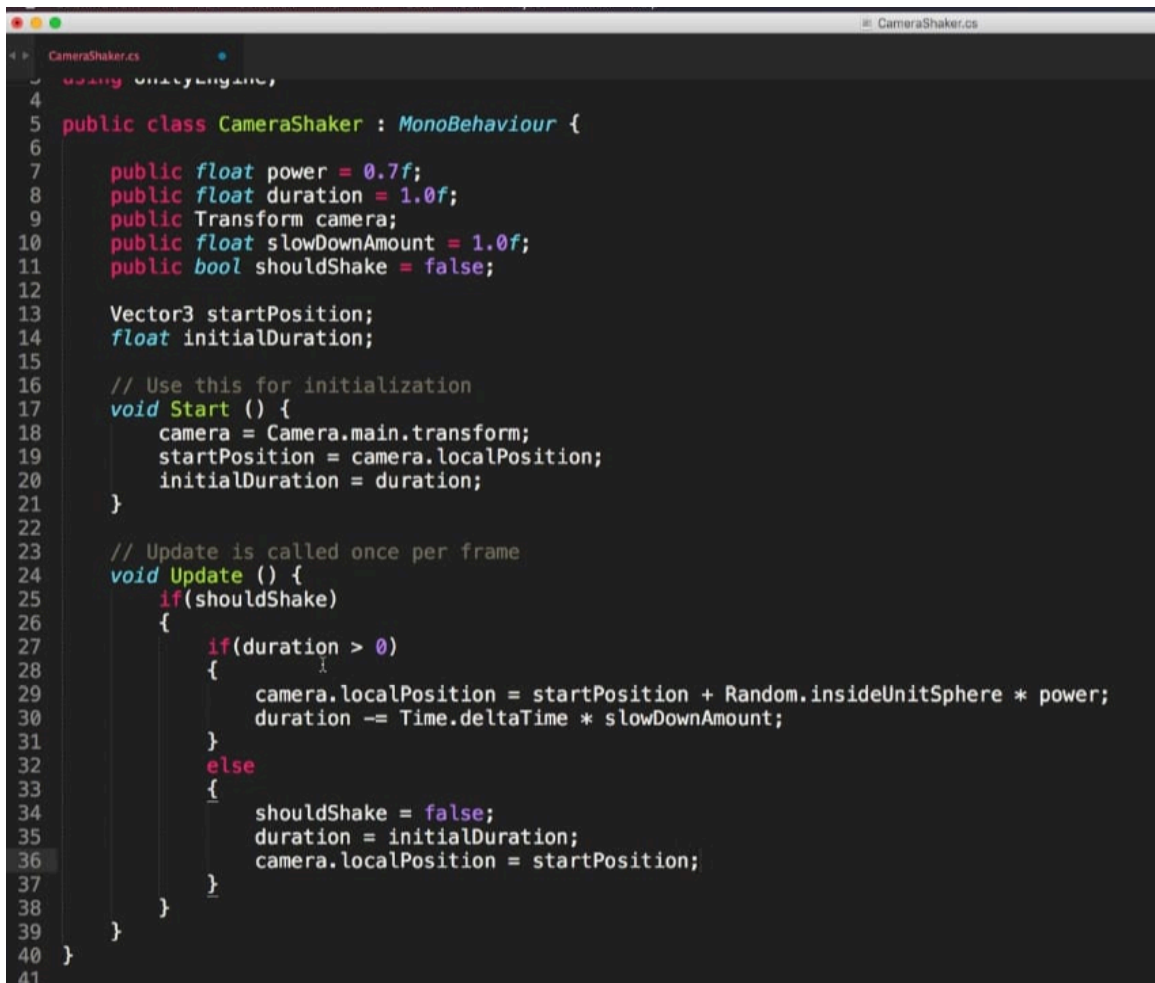 CameraShaker.cs
CameraShaker.cs
4
5 public class CameraShaker : MonoBehaviour {
6
7     public float power = 0.7f;
8     public float duration = 1.0f;
9     public Transform camera;
10     public float slowDownAmount = 1.0f;
11     public bool shouldShake = false;
12
13     Vector3 startPosition;
14     float initialDuration;
15
16     // Use this for initialization
17     void Start () {
18         camera = Camera.main.transform;
19         startPosition = camera.localPosition;
20         initialDuration = duration;
21     }
22
23     // Update is called once per frame
24     void Update () {
25         if(shouldShake)
26         {
27             if(duration > 0)
28             {
29                 camera.localPosition = startPosition + Random.insideUnitSphere * power;
30                 duration -= Time.deltaTime * slowDownAmount;
31             }
32             else
33             {
34                 shouldShake = false;
35                 duration = initialDuration;
36                 camera.localPosition = startPosition;
37             }
38         }
39     }
40 }
41